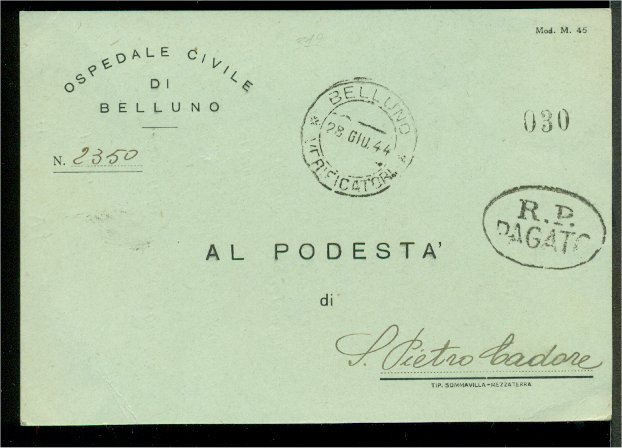 Mod. M. 45
OSPEDALE CIVILE
DI
BELLUNO
N. 2350
BELLUNO
28.GIU.44
VERIFICATORI
030
R.P.
PAGATO
AL PODESTA'
di
S. Pietro Cadore
TIP. SOMMAVILLA-MEZZATERRA